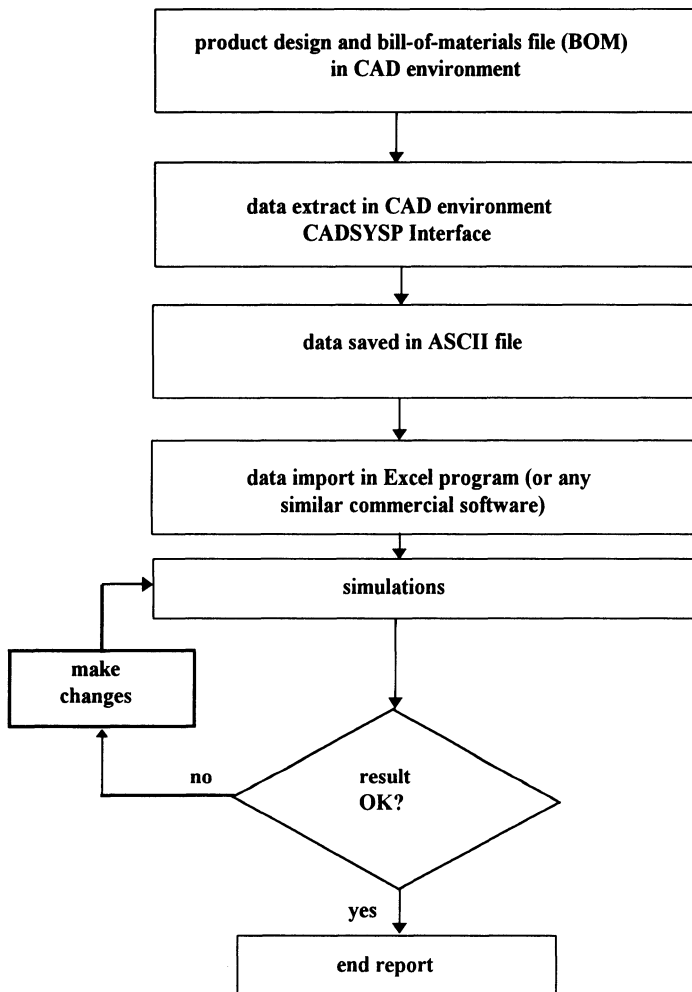 product design and bill-of-materials file (BOM)
in CAD environment
data extract in CAD environment
CADSYSP Interface
data saved in ASCII file
data import in Excel program (or any
similar commercial software)
simulations
make
changes
no
result
OK?
yes
end report